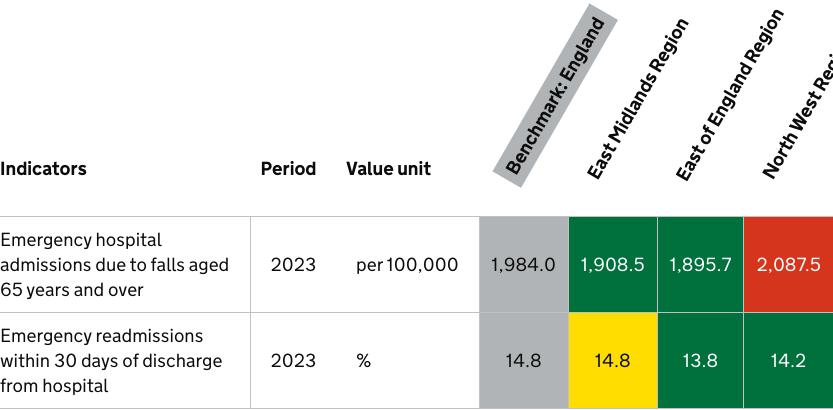 Indicators
Period
Value unit
Benchmark: England
East Midlands Region
East of England Region
North West
Emergency hospital
admissions due to falls aged
65 years and over
2023
per 100,000
1,984.0
1,908.5
1,895.7
2,087.5
Emergency readmissions
within 30 days of discharge
from hospital
2023
%
14.8
14.8
13.8
14.2